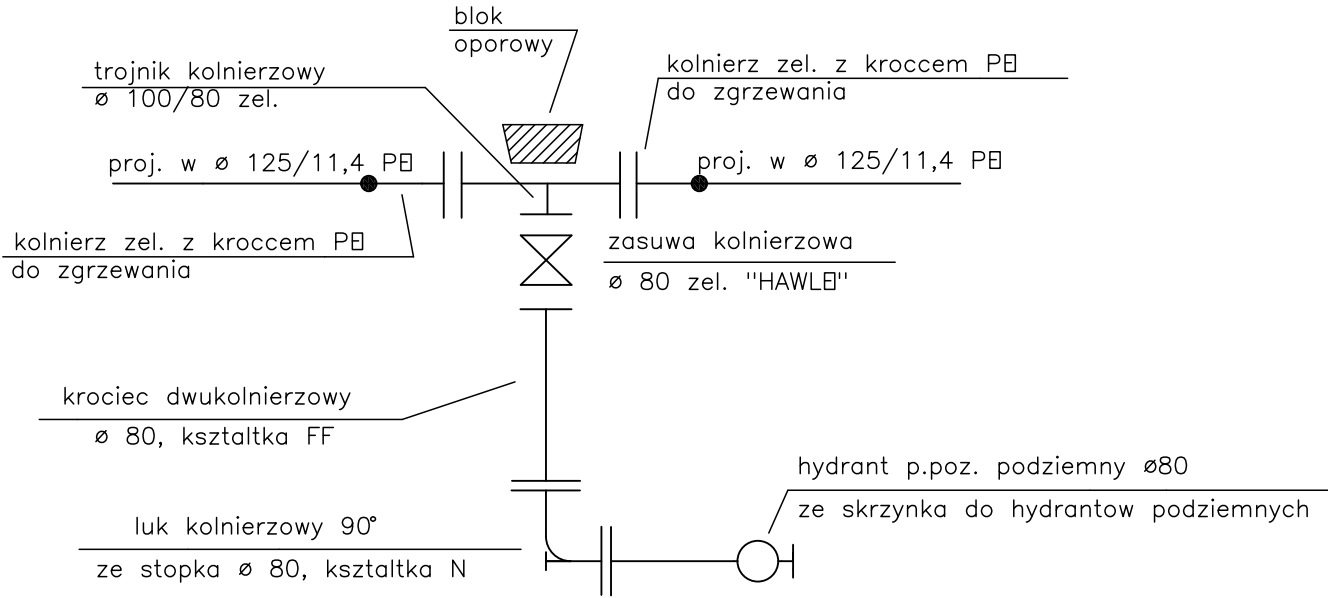 blok
oporowy
trojnik kolnierzowy
ø 100/80 zel.
kolnierz zel. z kroccem PE
do zgrzewania
proj. w ø 125/11,4 PE
proj. w ø 125/11,4 PE
kolnierz zel. z kroccem PE
do zgrzewania
zasuwa kolnierzowa
ø 80 zel. "HAWLE"
krociec dwukolnierzowy
ø 80, ksztaltka FF
hydrant p.poz. podziemny ø80
ze skrzynka do hydrantow podziemnych
luk kolnierzowy 90°
ze stopka ø 80, ksztaltka N